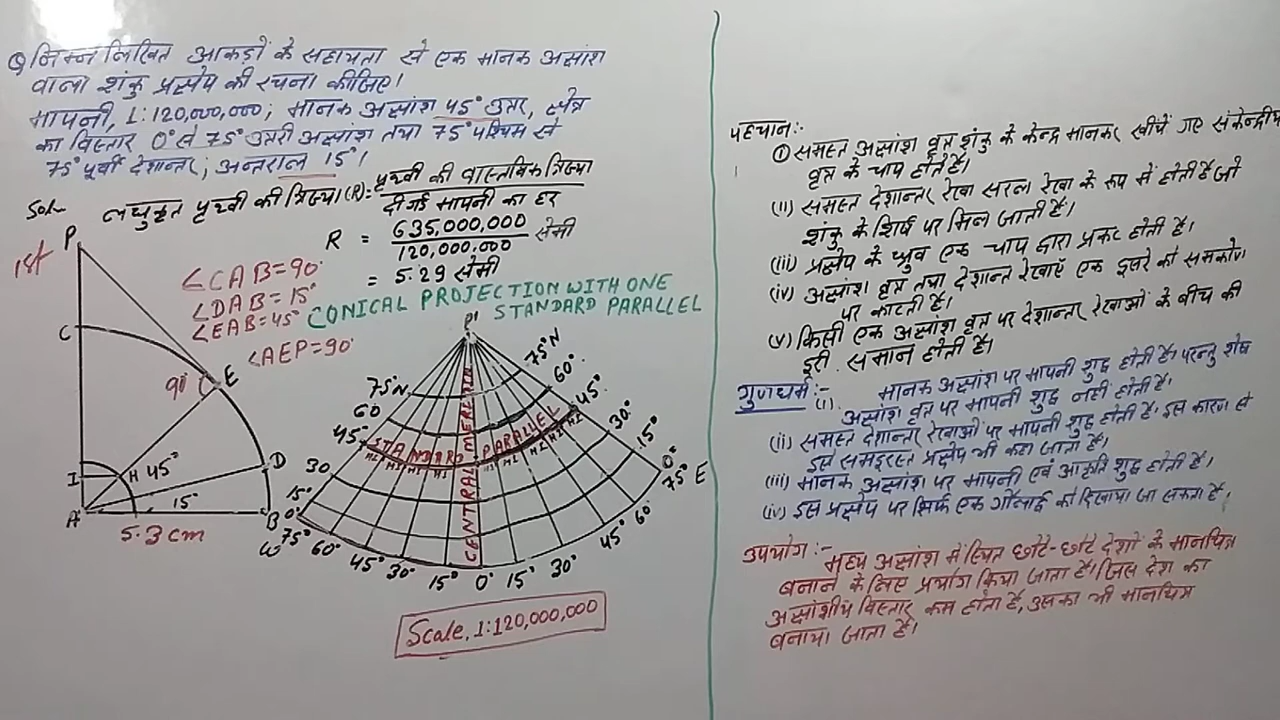 Q निम्न लिखित आकडों के सहायता से एक मानक अक्षांश
वाला शंकु प्रक्षेप की रचना कीजिए।
मापनी, 1:120,000,000; मानक अक्षांश 45° उत्तर, क्षेत्र
का विस्तार 0° से 75° उत्तरी अक्षांश तथा 75° पश्चिम से
75° पूर्वी देशान्तर; अन्तराल 15°।
Sol-
लघुकृत पृथ्वी की त्रिज्या (R) = पृथ्वी की वास्तविक त्रिज्या
दी गई मापनी का हर
R = 635,000,000 सेमी
120,000,000
= 5.29 सेमी
1st
P
∠CAB=90°
∠DAB=15°
∠EAB=45°
∠AEP=90°
C
90°
E
D
I
H
45°
15°
A
B
5.3 cm
CONICAL PROJECTION WITH ONE
STANDARD PARALLEL
P'
75°N
75°N
60
60°
45°
45°
STANDARD PARALLEL
CENTRAL MERIDIAN
30
30°
15°
15°
0°
0°
W 75° 60° 45° 30° 15° 0° 15° 30° 45° 60° 75° E
Scale, 1:120,000,000
पहचान:-
(i) समस्त अक्षांश वृत्त शंकु के केन्द्र मानकर खींचें गए संकेन्द्रीय
वृत्त के चाप होते हैं।
(ii) समस्त देशान्तर रेखा सरल रेखा के रूप में होती हैं जो
शंकु के शिर्ष पर मिल जाती हैं।
(iii) प्रक्षेप के ध्रुव एक चाप द्वारा प्रकट होती हैं।
(iv) अक्षांश वृत्त तथा देशान्तर रेखाएँ एक दूसरे को समकोण
पर काटती हैं।
(v) किसी एक अक्षांश वृत्त पर देशान्तर रेखाओं के बीच की
दूरी समान होती हैं।
गुणधर्म:-
(i) मानक अक्षांश पर मापनी शुद्ध होती हैं। परन्तु शेष
अक्षांश वृत्त पर मापनी शुद्ध नहीं होती हैं।
(ii) समस्त देशान्तर रेखाओं पर मापनी शुद्ध होती हैं। इस कारण से
इसे समदूरस्त प्रक्षेप भी कहा जाता हैं।
(iii) मानक अक्षांश पर मापनी एवं आकृति शुद्ध होती हैं।
(iv) इस प्रक्षेप पर सिर्फ एक गोलार्द्ध को दिखाया जा सकता हैं।
उपयोग:-
मध्य अक्षांश में स्थित छोटे-छोटे देशों के मानचित्र
बनाने के लिए प्रयोग किया जाता हैं। जिस देश का
अक्षांशीय विस्तार कम होता हैं, उसका भी मानचित्र
बनाया जाता हैं।